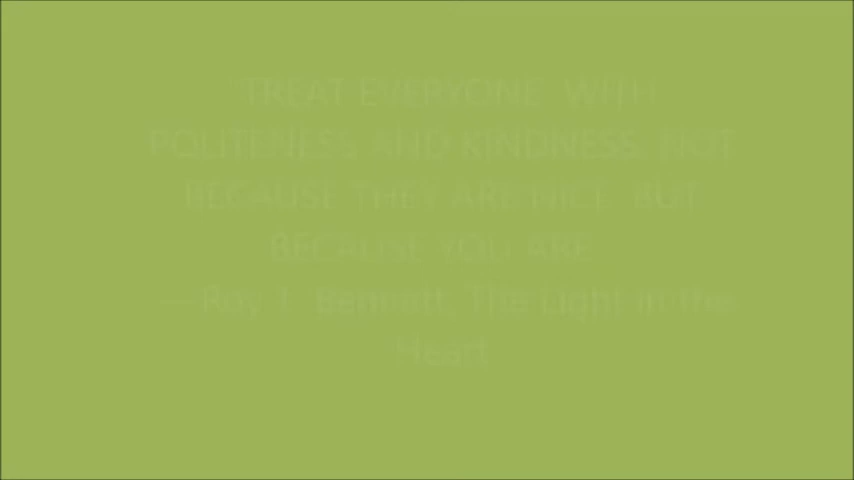 "TREAT EVERYONE WITH
POLITENESS AND KINDNESS, NOT
BECAUSE THEY ARE NICE, BUT
BECAUSE YOU ARE.
― Roy T. Bennett, The Light in the
Heart